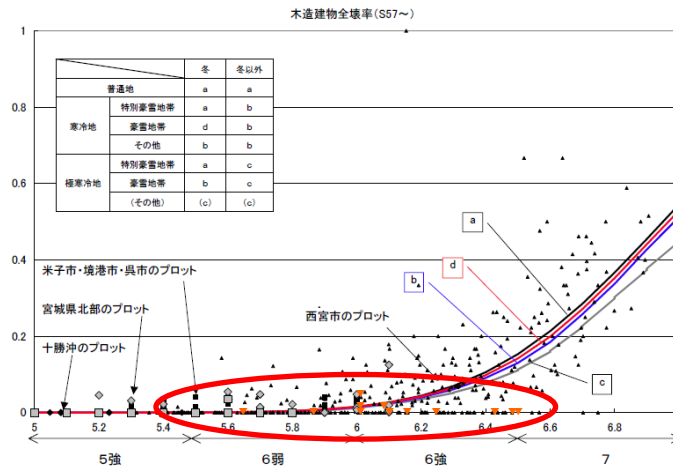 木造建物全壊率(S57～)
1
0.8
0.6
0.4
0.2
0
冬 冬以外
普通地 a a
寒冷地 特別豪雪地帯 a b
豪雪地帯 d b
その他 b b
極寒冷地 特別豪雪地帯 a c
豪雪地帯 b c
(その他) (c) (c)
a
d
b
c
米子市・境港市・呉市のプロット
宮城県北部のプロット
十勝沖のプロット
西宮市のプロット
5 5.2 5.4 5.6 5.8 6 6.2 6.4 6.6 6.8
5強 6弱 6強 7